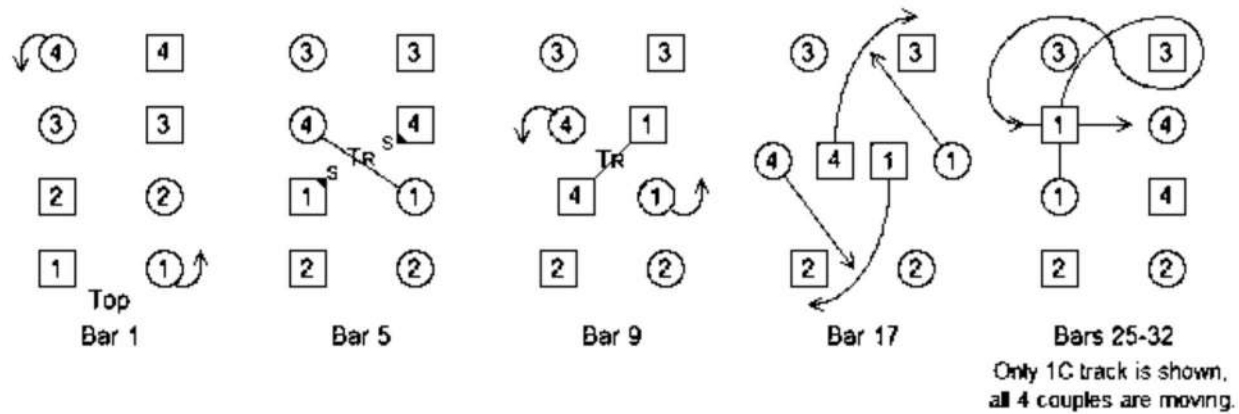 4 4
3 3
2 2
1 1
Top
Bar 1
3 3
4 4
TR S
1 S 1
2 2
Bar 5
3 3
4 1
TR
4 1
2 2
Bar 9
3 3
4 4 1 1
2 2
Bar 17
3 3
1 4
1 4
2 2
Bars 25-32
Only 1C track is shown,
all 4 couples are moving.